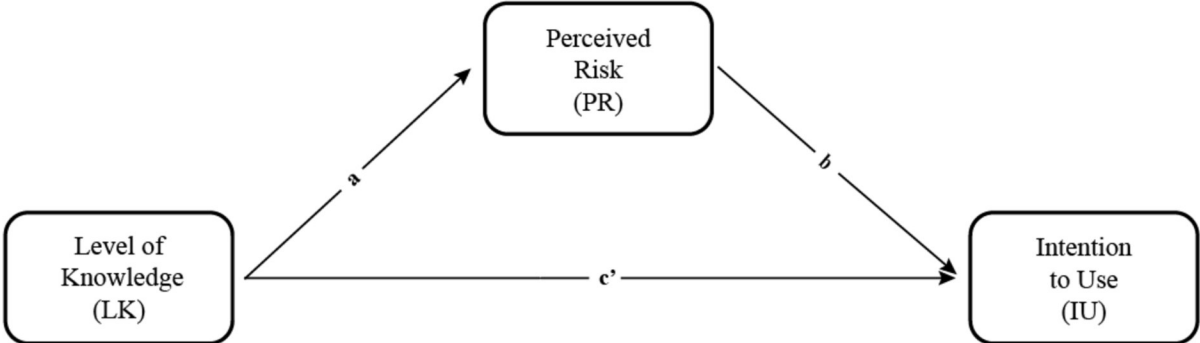 Perceived
Risk
(PR)
a
b
Level of
Knowledge
(LK)
c’
Intention
to Use
(IU)